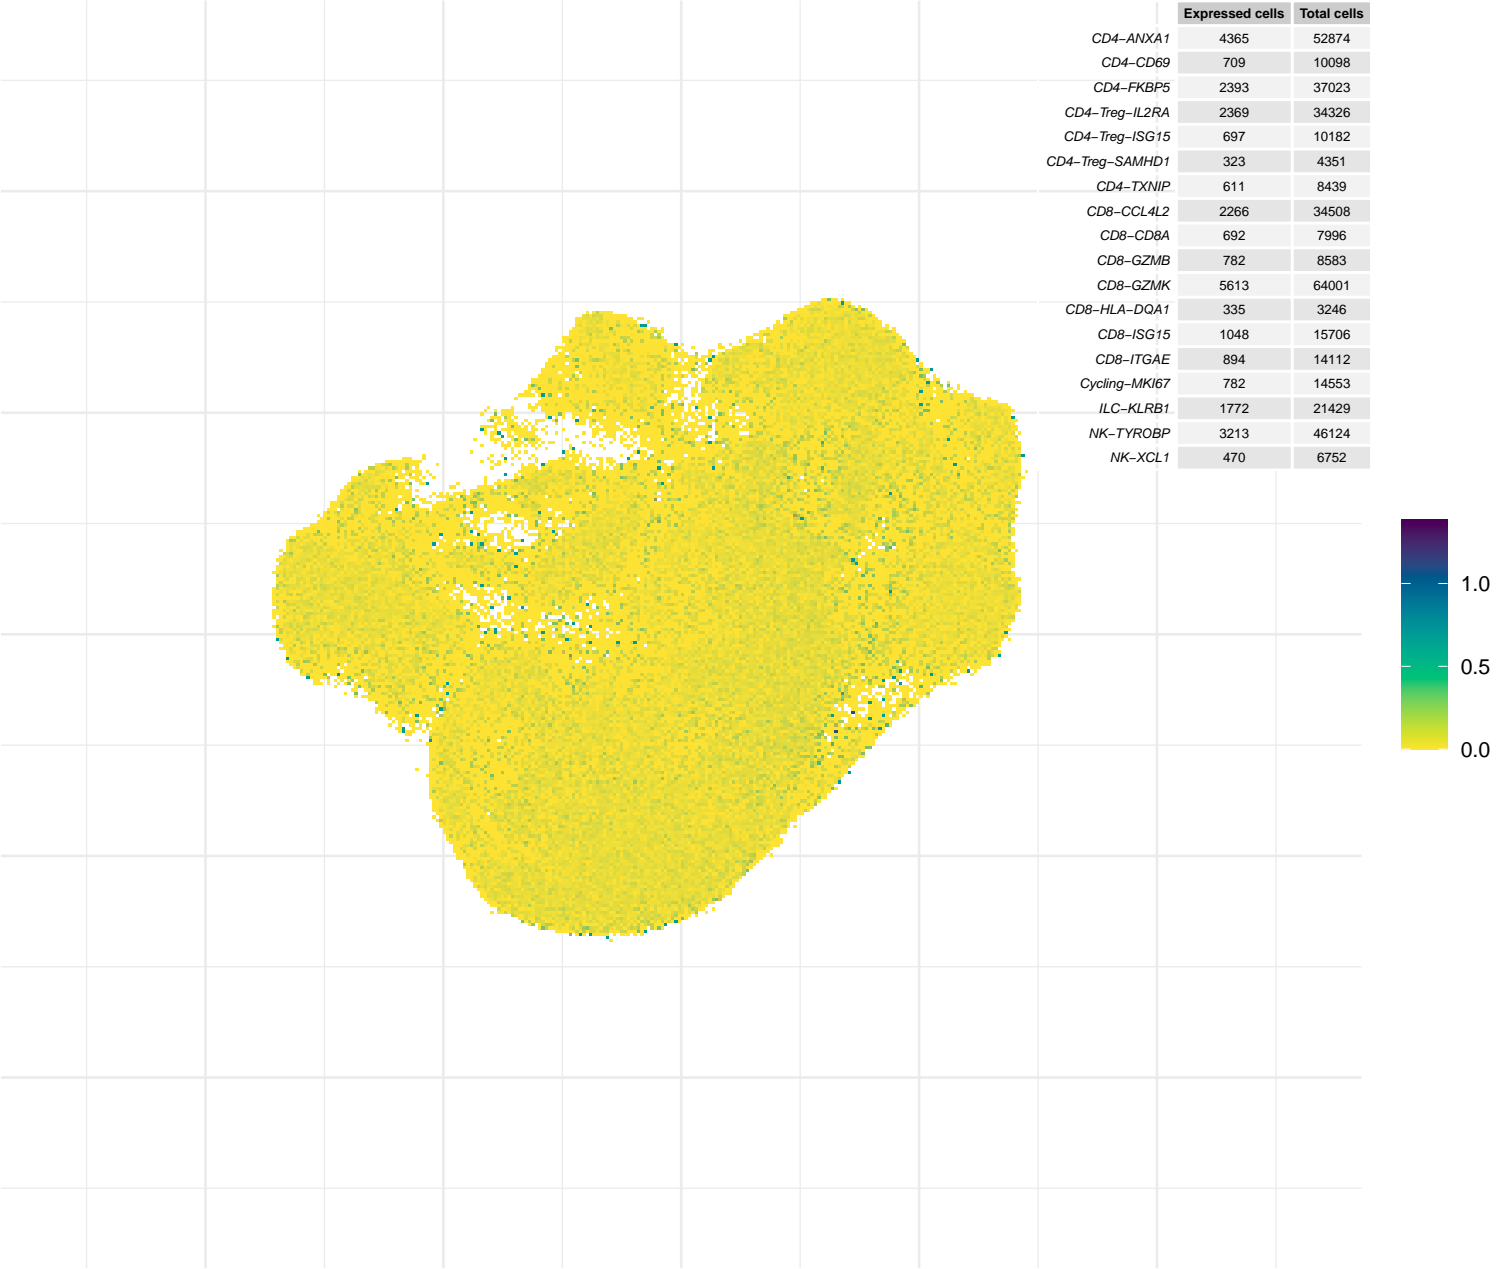 Expressed cells Total cells
CD4−ANXA1 4365 52874
CD4−CD69 709 10098
CD4−FKBP5 2393 37023
CD4−Treg−IL2RA 2369 34326
CD4−Treg−ISG15 697 10182
CD4−Treg−SAMHD1 323 4351
CD4−TXNIP 611 8439
CD8−CCL4L2 2266 34508
CD8−CD8A 692 7996
CD8−GZMB 782 8583
CD8−GZMK 5613 64001
CD8−HLA−DQA1 335 3246
CD8−ISG15 1048 15706
CD8−ITGAE 894 14112
Cycling−MKI67 782 14553
ILC−KLRB1 1772 21429
NK−TYROBP 3213 46124
NK−XCL1 470 6752
1.0
0.5
0.0